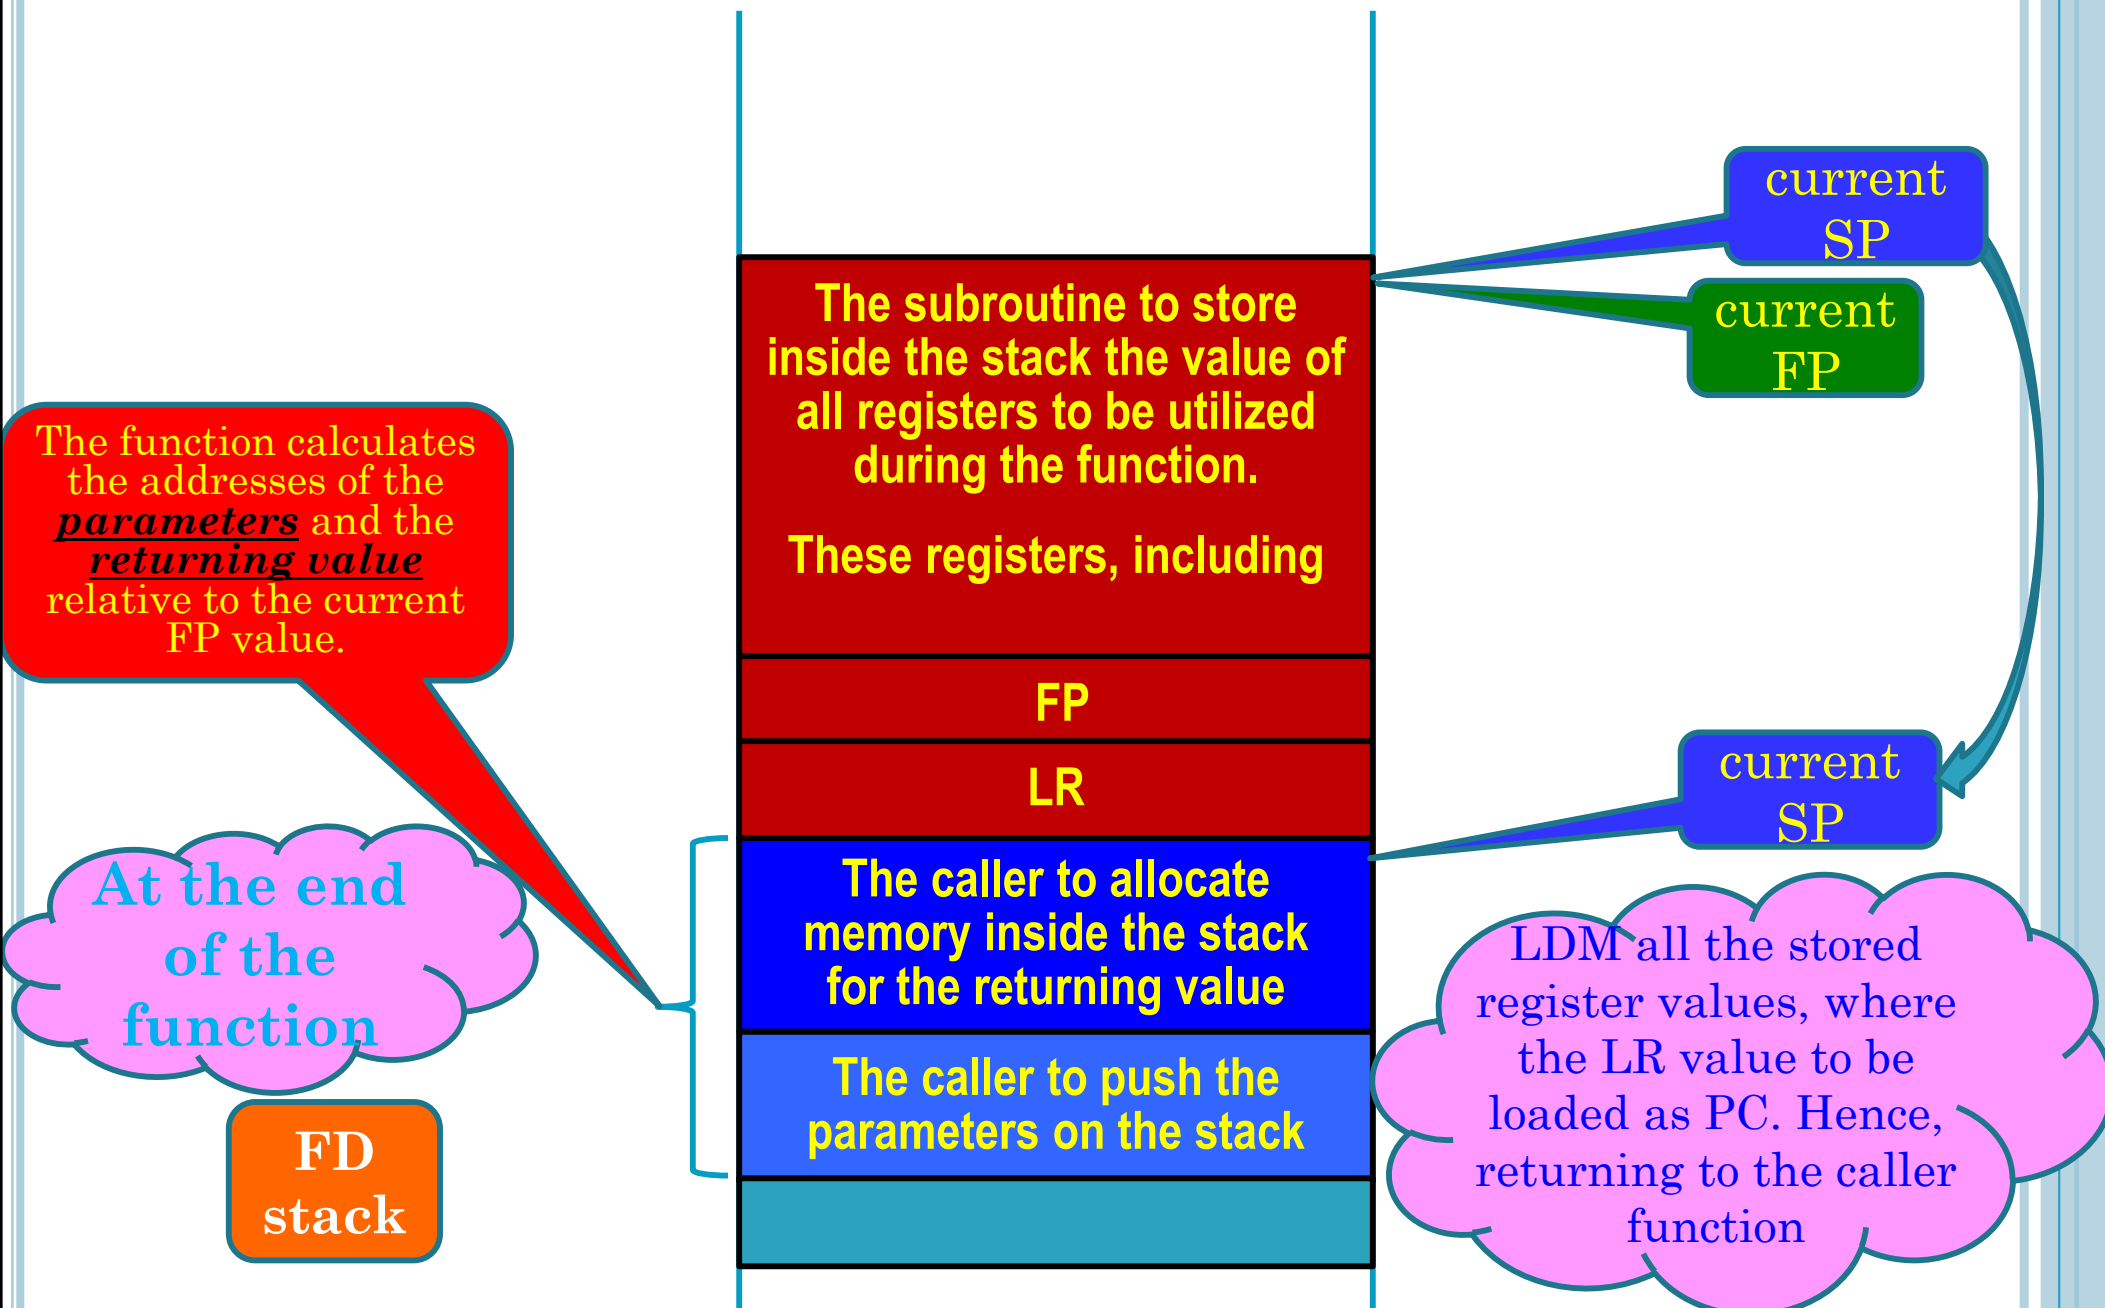 current
SP
current
FP
The subroutine to store
inside the stack the value of
all registers to be utilized
during the function.
These registers, including
The function calculates
the addresses of the
parameters and the
returning value
relative to the current
FP value.
FP
LR
current
SP
At the end
of the
function
The caller to allocate
memory inside the stack
for the returning value
LDM all the stored
register values, where
the LR value to be
loaded as PC. Hence,
returning to the caller
function
The caller to push the
parameters on the stack
FD
stack